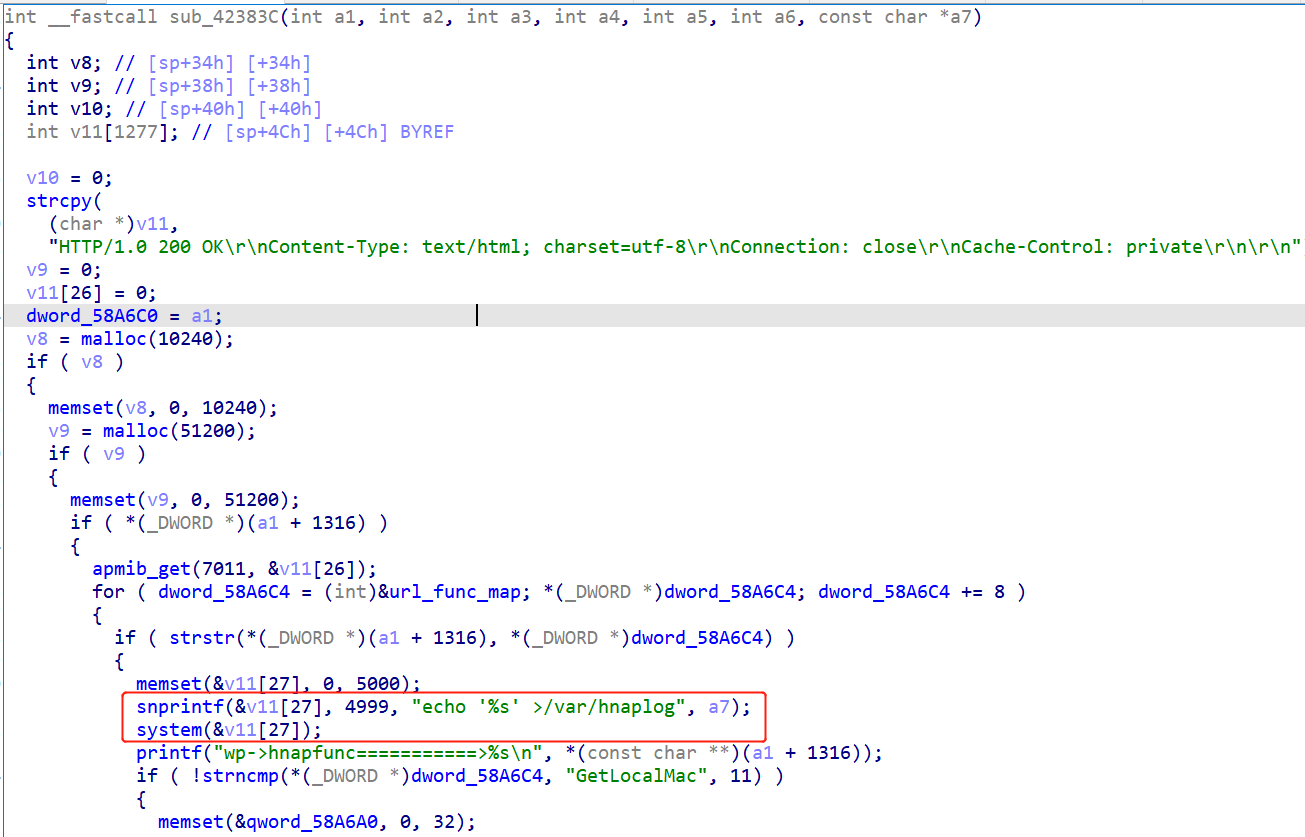 int __fastcall sub_42383C(int a1, int a2, int a3, int a4, int a5, int a6, const char *a7)
{
  int v8; // [sp+34h] [+34h]
  int v9; // [sp+38h] [+38h]
  int v10; // [sp+40h] [+40h]
  int v11[1277]; // [sp+4Ch] [+4Ch] BYREF

  v10 = 0;
  strcpy(
    (char *)v11,
    "HTTP/1.0 200 OK\r\nContent-Type: text/html; charset=utf-8\r\nConnection: close\r\nCache-Control: private\r\n\r\n"
  v9 = 0;
  v11[26] = 0;
  dword_58A6C0 = a1;
  v8 = malloc(10240);
  if ( v8 )
  {
    memset(v8, 0, 10240);
    v9 = malloc(51200);
    if ( v9 )
    {
      memset(v9, 0, 51200);
      if ( *(_DWORD *)(a1 + 1316) )
      {
        apmib_get(7011, &v11[26]);
        for ( dword_58A6C4 = (int)&url_func_map; *(_DWORD *)dword_58A6C4; dword_58A6C4 += 8 )
        {
          if ( strstr(*(_DWORD *)(a1 + 1316), *(_DWORD *)dword_58A6C4) )
          {
            memset(&v11[27], 0, 5000);
            snprintf(&v11[27], 4999, "echo '%s' >/var/hnaplog", a7);
            system(&v11[27]);
            printf("wp->hnapfunc===========>%s\n", *(const char **)(a1 + 1316));
            if ( !strncmp(*(_DWORD *)dword_58A6C4, "GetLocalMac", 11) )
            {
              memset(&qword_58A6A0, 0, 32);